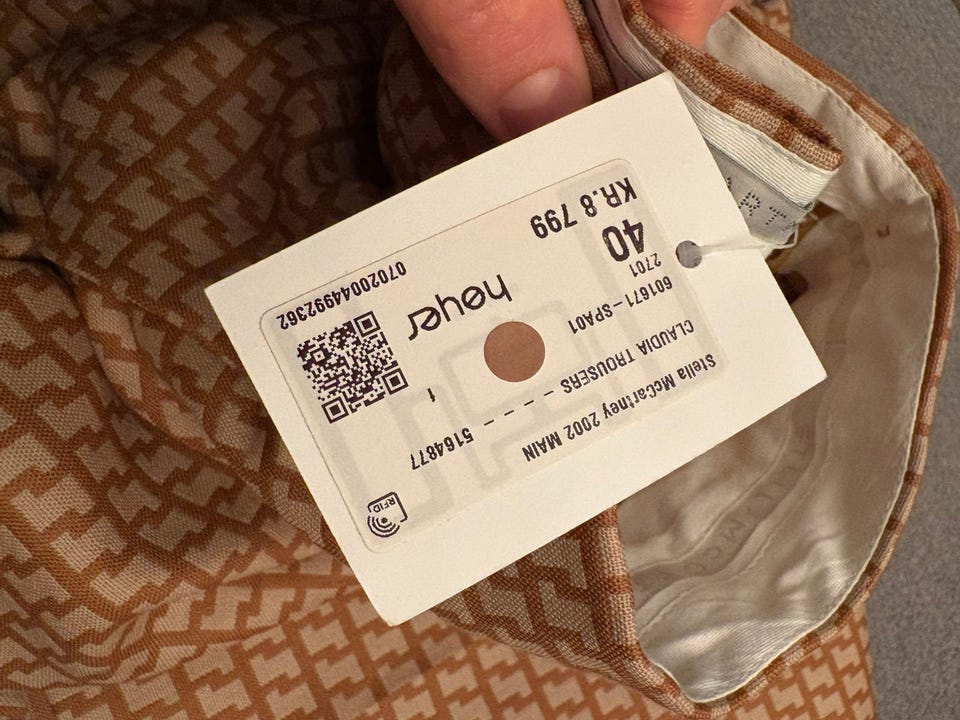 Stella McCartney 2002 MAIN
CLAUDIA TROUSERS – – – – – 5164877
601671-SPA01
2701
40
KR.8 799
høyer
f
07020044992362
RFID